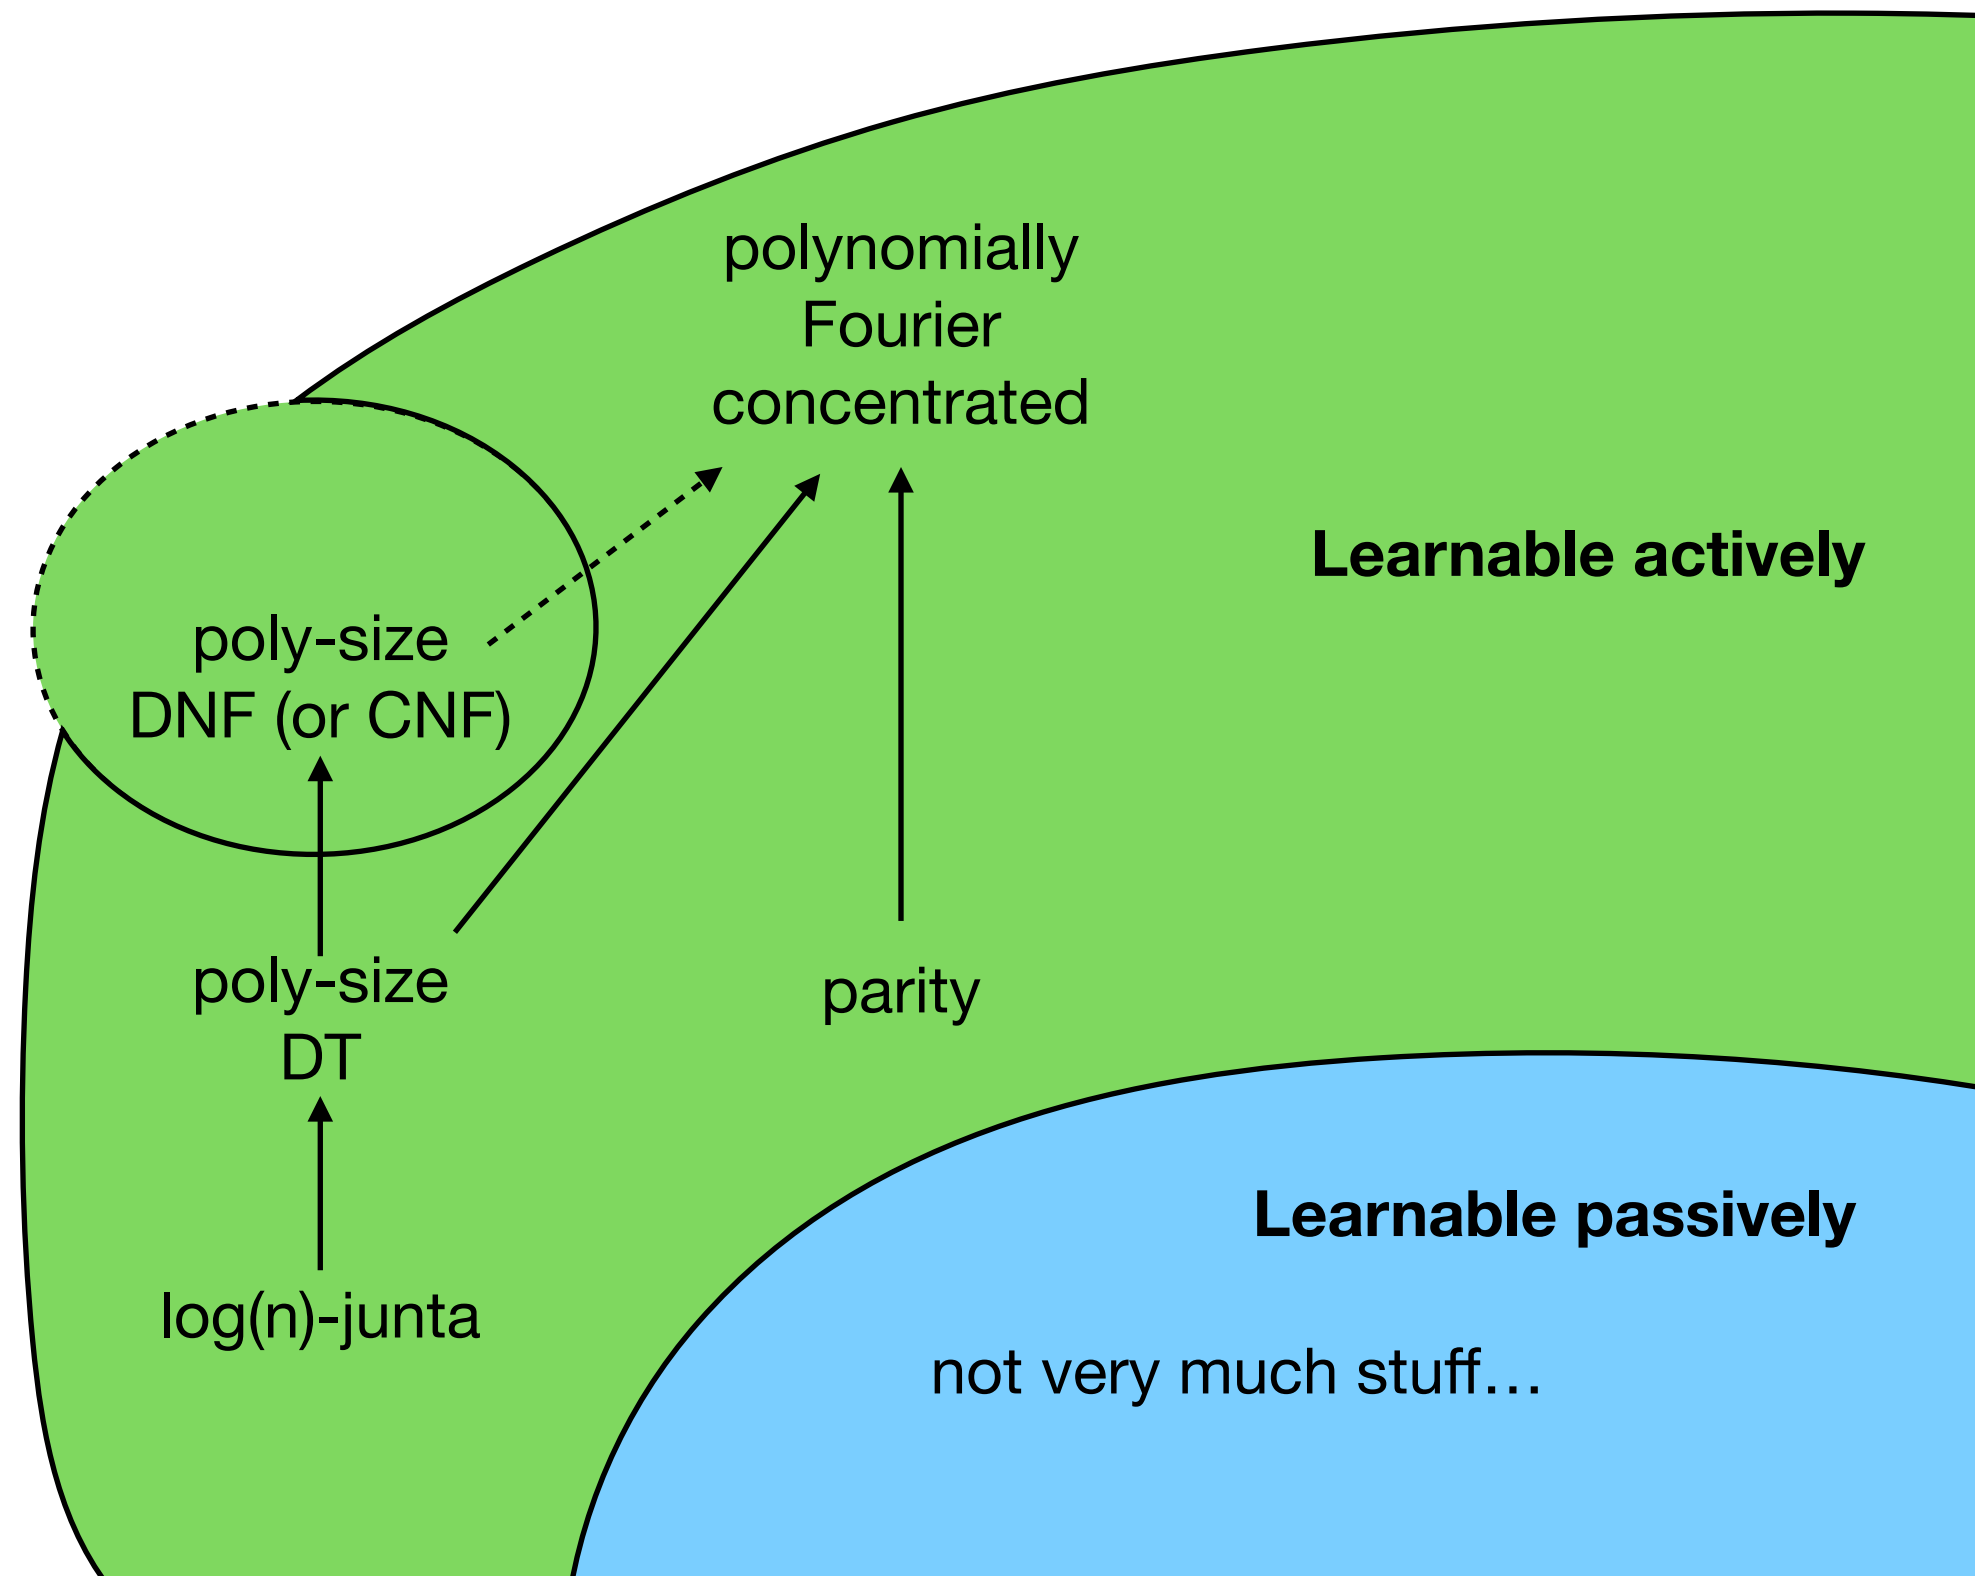 polynomially
Fourier
concentrated
Learnable actively
poly-size
DNF (or CNF)
poly-size
DT
parity
Learnable passively
log(n)-junta
not very much stuff…